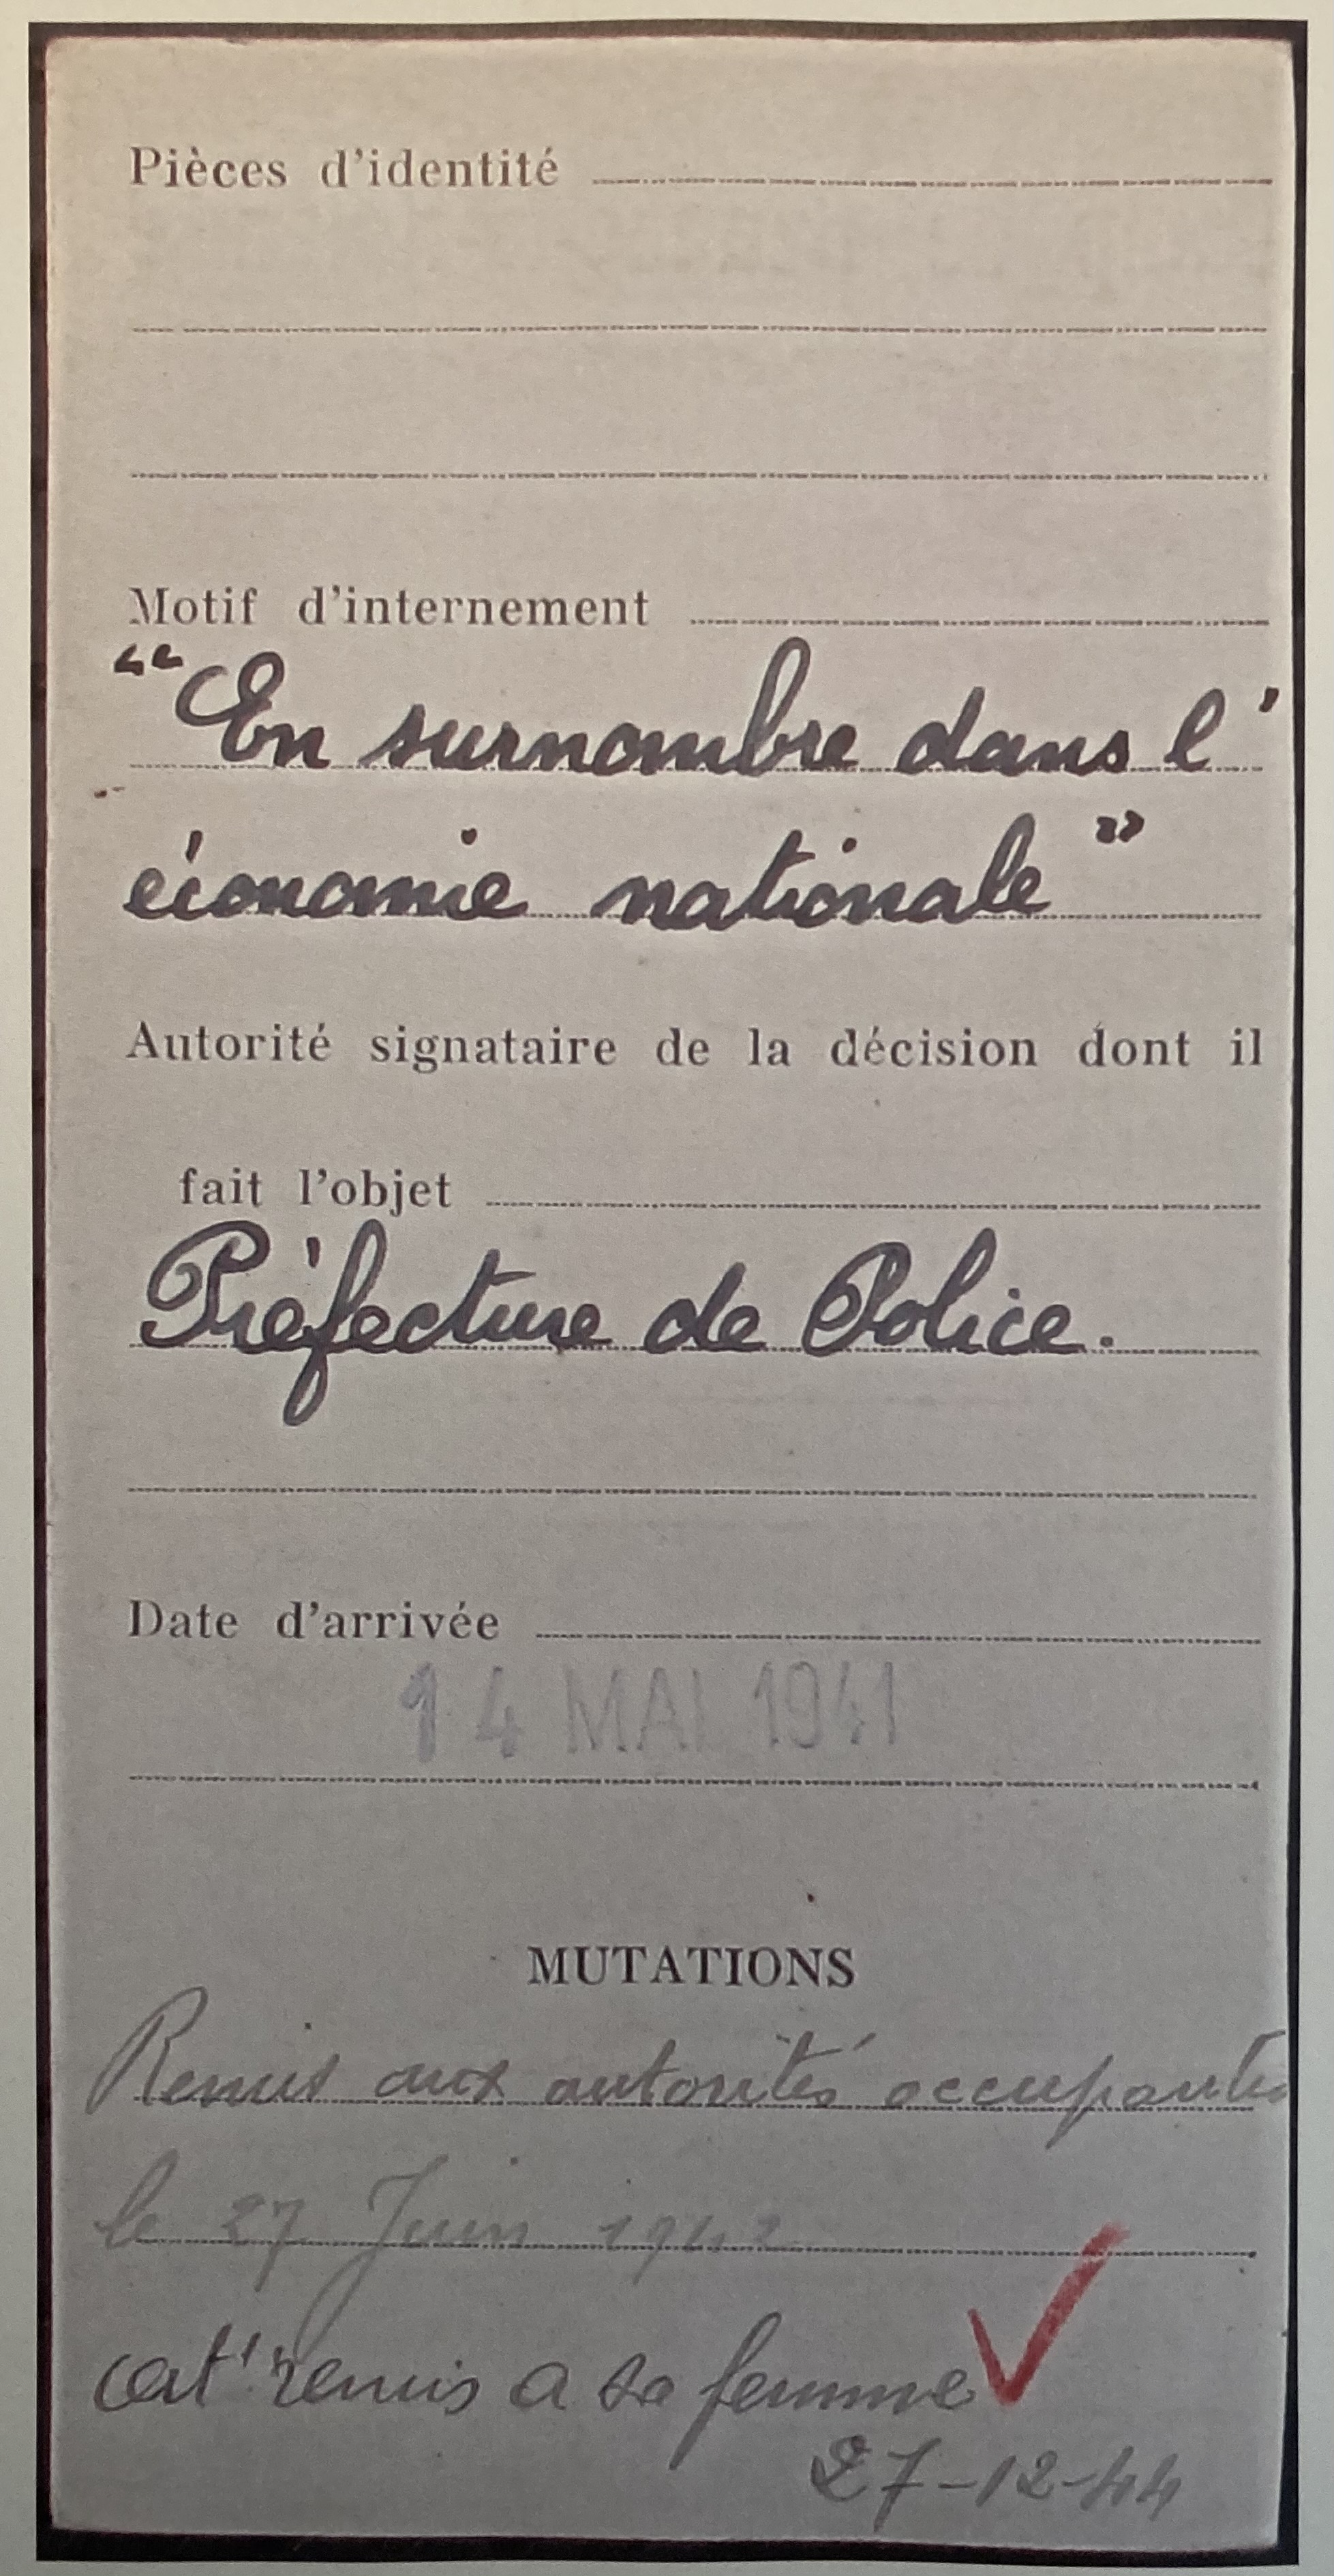 Pièces d'identité
Motif d'internement
“En surnombre dans l'
économie nationale”
Autorité signataire de la décision dont il
fait l'objet
Préfecture de Police.
Date d'arrivée
14 MAI 1941
MUTATIONS
Remis aux autorités occupantes
le 27 Juin 1942
cert' remis a sa femme
27-12-44